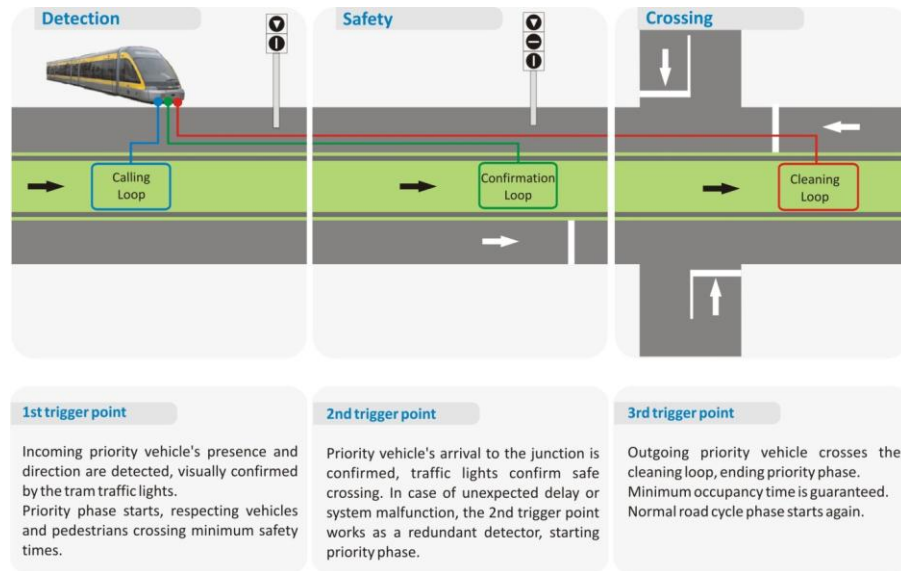 Detection
Safety
Crossing
Calling
Loop
Confirmation
Loop
Cleaning
Loop
1st trigger point
Incoming priority vehicle's presence and
direction are detected, visually confirmed
by the tram traffic lights.
Priority phase starts, respecting vehicles
and pedestrians crossing minimum safety
times.
2nd trigger point
Priority vehicle's arrival to the junction is
confirmed, traffic lights confirm safe
crossing. In case of unexpected delay or
system malfunction, the 2nd trigger point
works as a redundant detector, starting
priority phase.
3rd trigger point
Outgoing priority vehicle crosses the
cleaning loop, ending priority phase.
Minimum occupancy time is guaranteed.
Normal road cycle phase starts again.